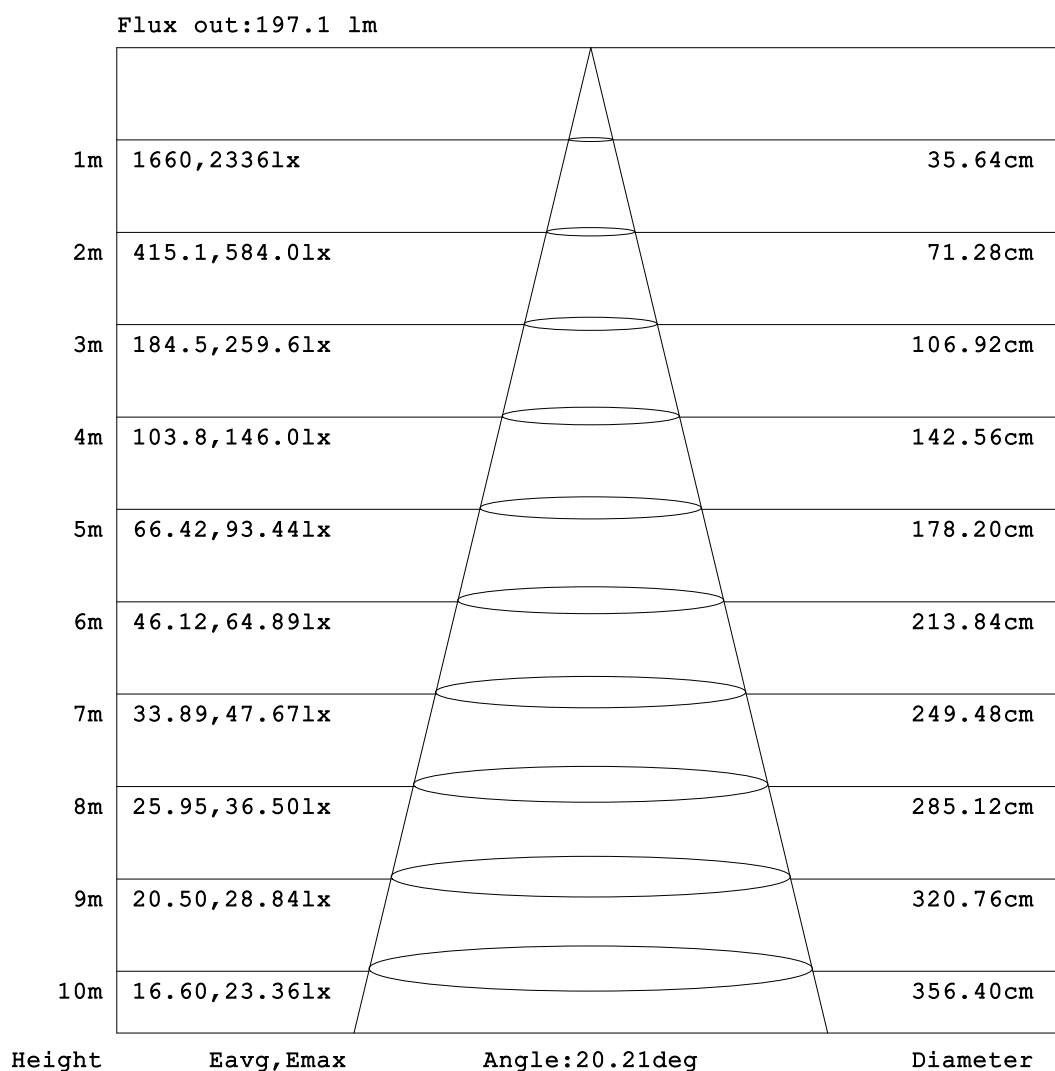 Flux out:197.1 lm
1m 1660,2336lx 35.64cm
2m 415.1,584.0lx 71.28cm
3m 184.5,259.6lx 106.92cm
4m 103.8,146.0lx 142.56cm
5m 66.42,93.44lx 178.20cm
6m 46.12,64.89lx 213.84cm
7m 33.89,47.67lx 249.48cm
8m 25.95,36.50lx 285.12cm
9m 20.50,28.84lx 320.76cm
10m 16.60,23.36lx 356.40cm
Height Eavg,Emax Angle:20.21deg Diameter